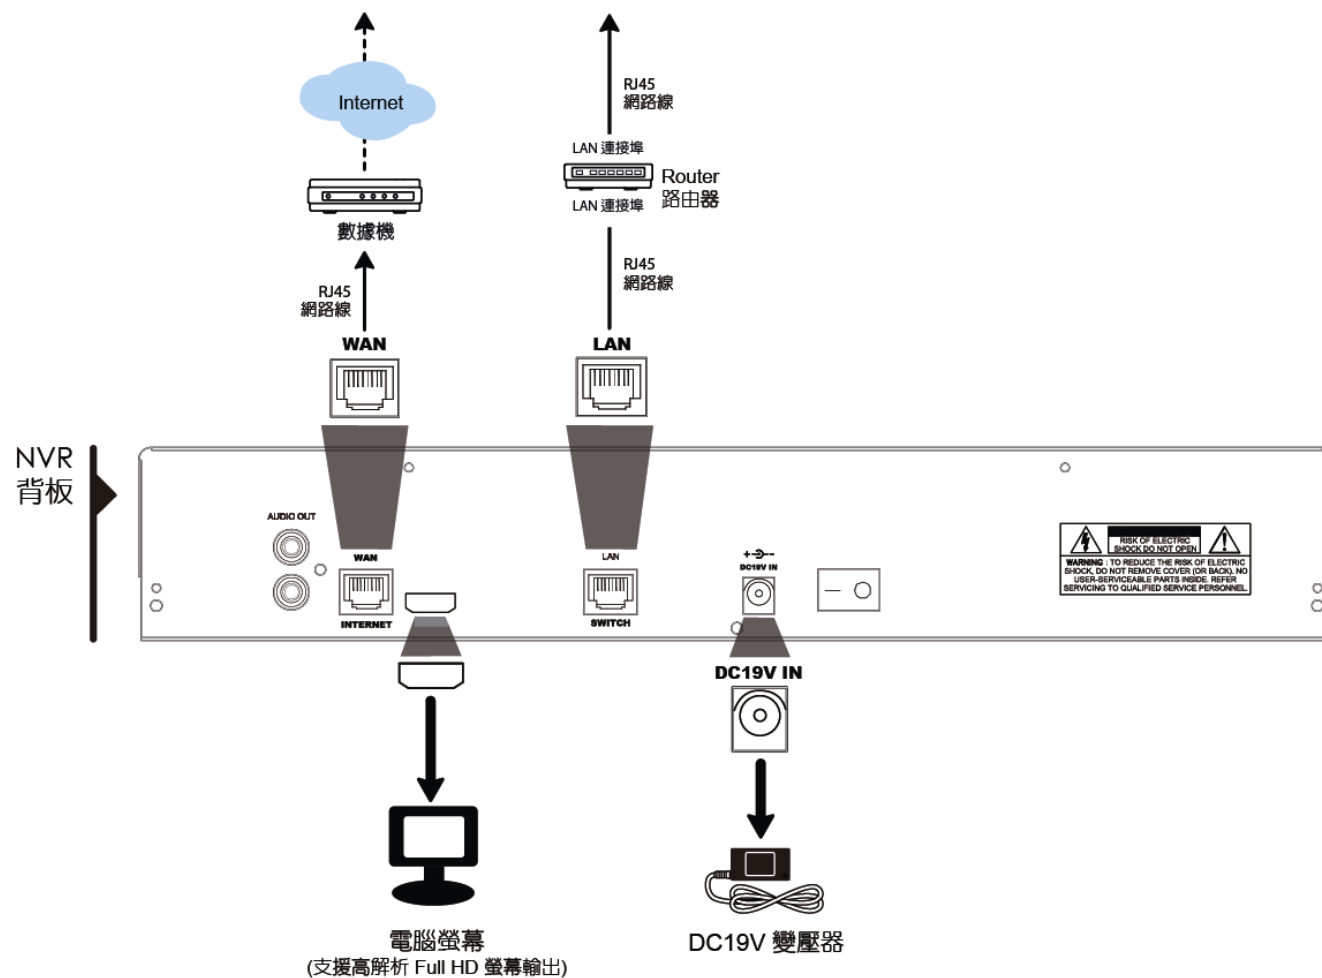 Internet
數據機
RJ45
網路線
WAN
RJ45
網路線
LAN 連接埠
Router
路由器
LAN 連接埠
RJ45
網路線
LAN
NVR
背板
AUDIO OUT
WAN
INTERNET
LAN
SWITCH
DC19V IN
RISK OF ELECTRIC
SHOCK DO NOT OPEN
WARNING : TO REDUCE THE RISK OF ELECTRIC
SHOCK, DO NOT REMOVE COVER (OR BACK). NO
USER-SERVICEABLE PARTS INSIDE. REFER
SERVICING TO QUALIFIED SERVICE PERSONNEL.
DC19V IN
電腦螢幕
(支援高解析 Full HD 螢幕輸出)
DC19V 變壓器